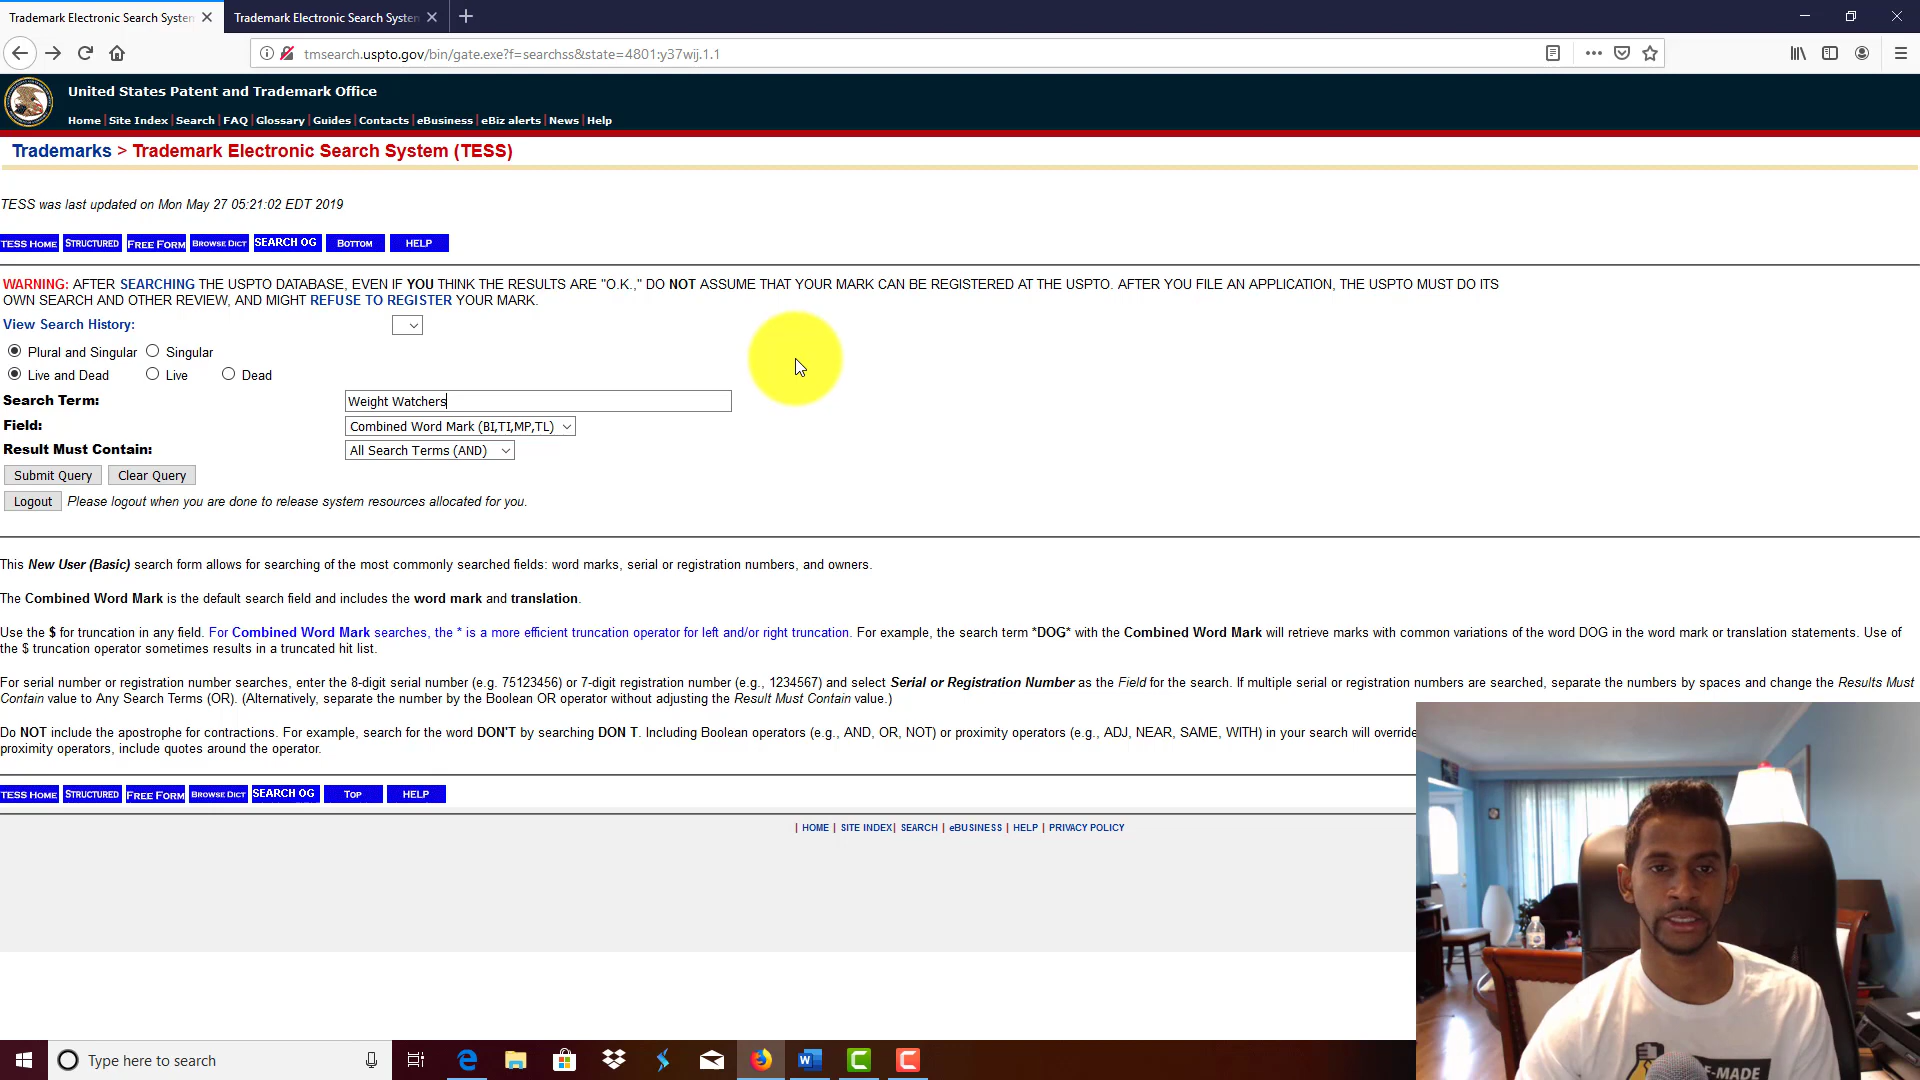 Trademark Electronic Search System
Trademark Electronic Search System
tmsearch.uspto.gov/bin/gate.exe?f=searchss&state=4801:y37wij.1.1
United States Patent and Trademark Office
Home | Site Index | Search | FAQ | Glossary | Guides | Contacts | eBusiness | eBiz alerts | News | Help
Trademarks > Trademark Electronic Search System (TESS)
TESS was last updated on Mon May 27 05:21:02 EDT 2019
TESS HOME STRUCTURED FREE FORM BROWSE DICT SEARCH OG BOTTOM HELP
WARNING: AFTER SEARCHING THE USPTO DATABASE, EVEN IF YOU THINK THE RESULTS ARE "O.K.," DO NOT ASSUME THAT YOUR MARK CAN BE REGISTERED AT THE USPTO. AFTER YOU FILE AN APPLICATION, THE USPTO MUST DO ITS
OWN SEARCH AND OTHER REVIEW, AND MIGHT REFUSE TO REGISTER YOUR MARK.
View Search History:
Plural and Singular Singular
Live and Dead Live Dead
Search Term: Weight Watchers
Field: Combined Word Mark (BI,TI,MP,TL)
Result Must Contain: All Search Terms (AND)
Submit Query Clear Query
Logout Please logout when you are done to release system resources allocated for you.
This New User (Basic) search form allows for searching of the most commonly searched fields: word marks, serial or registration numbers, and owners.
The Combined Word Mark is the default search field and includes the word mark and translation.
Use the $ for truncation in any field. For Combined Word Mark searches, the * is a more efficient truncation operator for left and/or right truncation. For example, the search term *DOG* with the Combined Word Mark will retrieve marks with common variations of the word DOG in the word mark or translation statements. Use of
the $ truncation operator sometimes results in a truncated hit list.
For serial number or registration number searches, enter the 8-digit serial number (e.g. 75123456) or 7-digit registration number (e.g., 1234567) and select Serial or Registration Number as the Field for the search. If multiple serial or registration numbers are searched, separate the numbers by spaces and change the Results Must
Contain value to Any Search Terms (OR). (Alternatively, separate the number by the Boolean OR operator without adjusting the Result Must Contain value.)
Do NOT include the apostrophe for contractions. For example, search for the word DON'T by searching DON T. Including Boolean operators (e.g., AND, OR, NOT) or proximity operators (e.g., ADJ, NEAR, SAME, WITH) in your search will override
proximity operators, include quotes around the operator.
TESS HOME STRUCTURED FREE FORM BROWSE DICT SEARCH OG TOP HELP
| HOME | SITE INDEX | SEARCH | eBUSINESS | HELP | PRIVACY POLICY
Type here to search
E-MADE